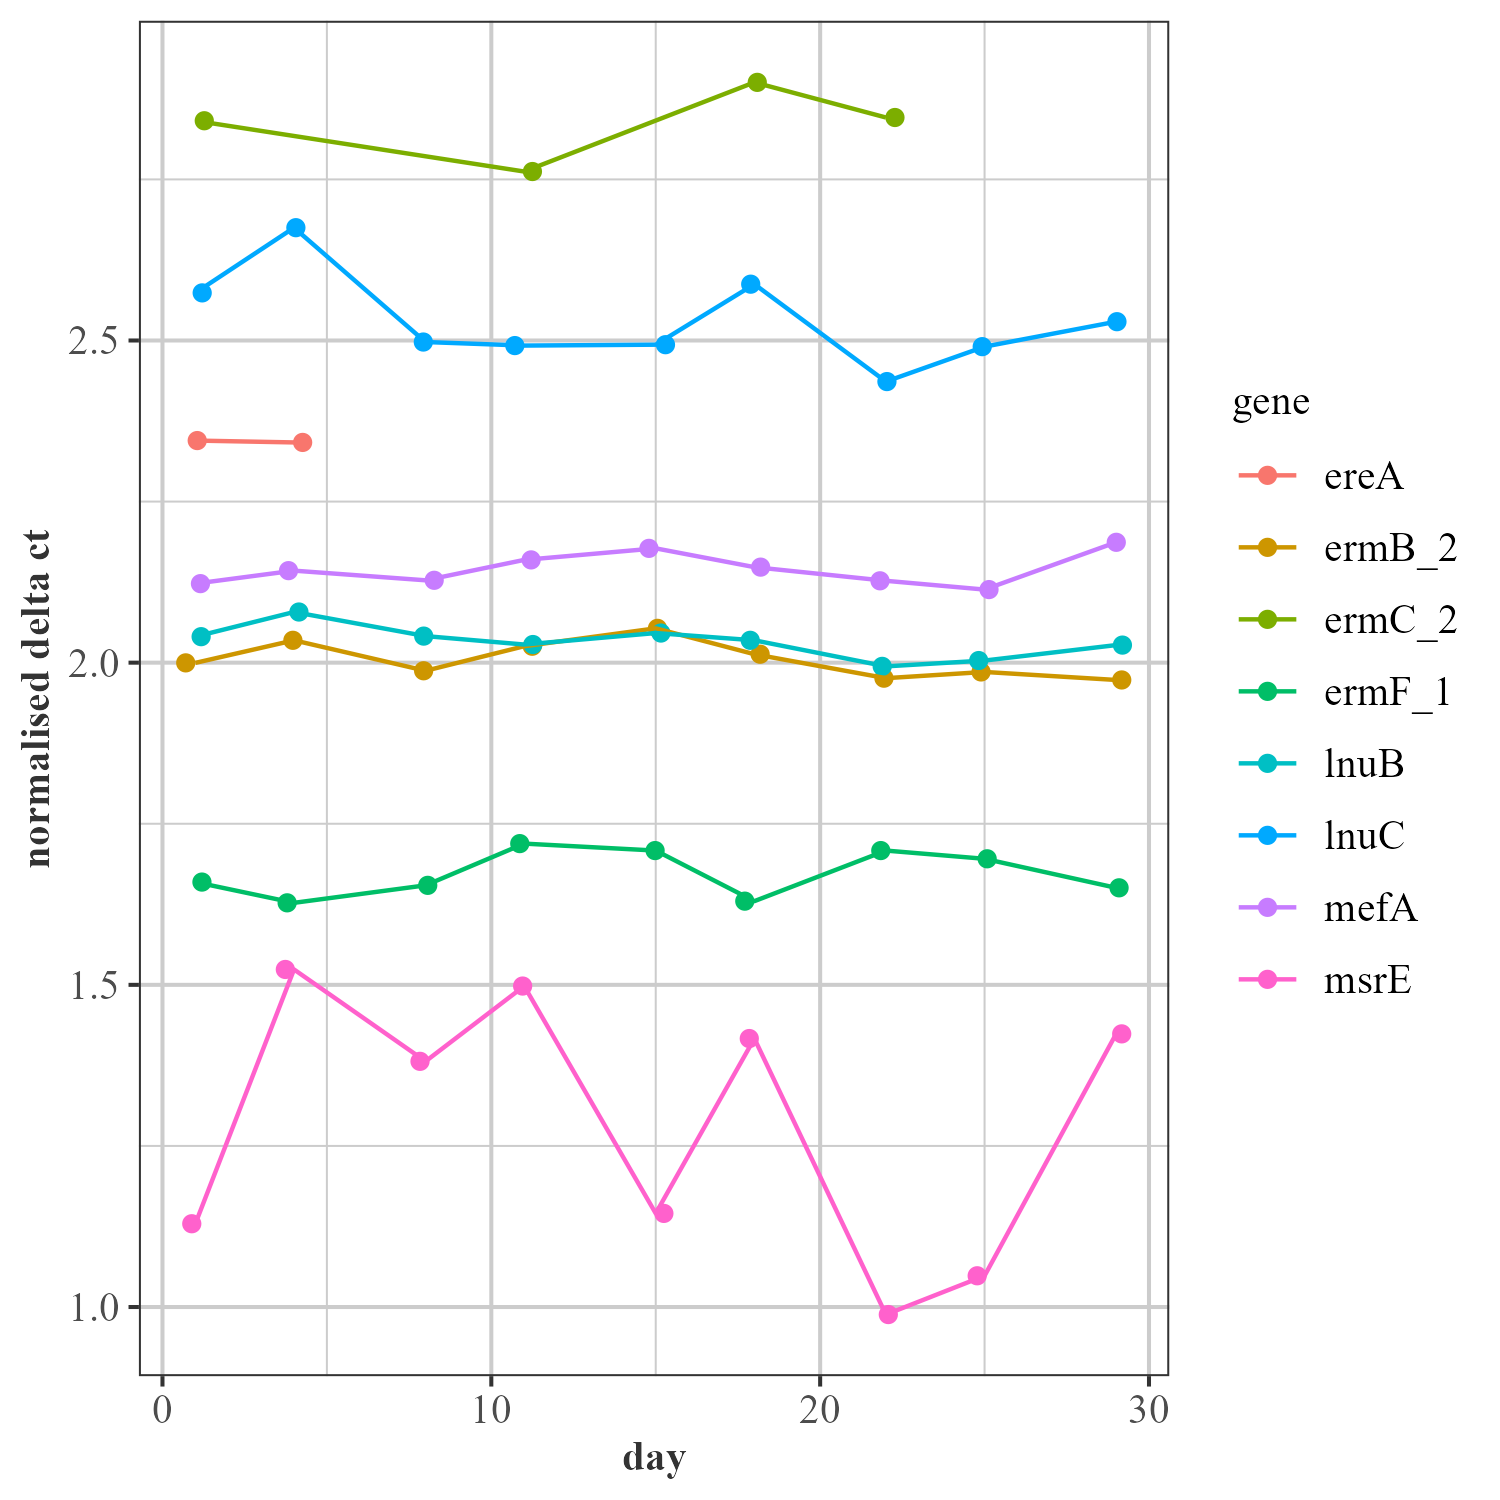 normalised delta ct
2.5
2.0
1.5
1.0
0 10 20 30
day
gene
ereA
ermB_2
ermC_2
ermF_1
lnuB
lnuC
mefA
msrE